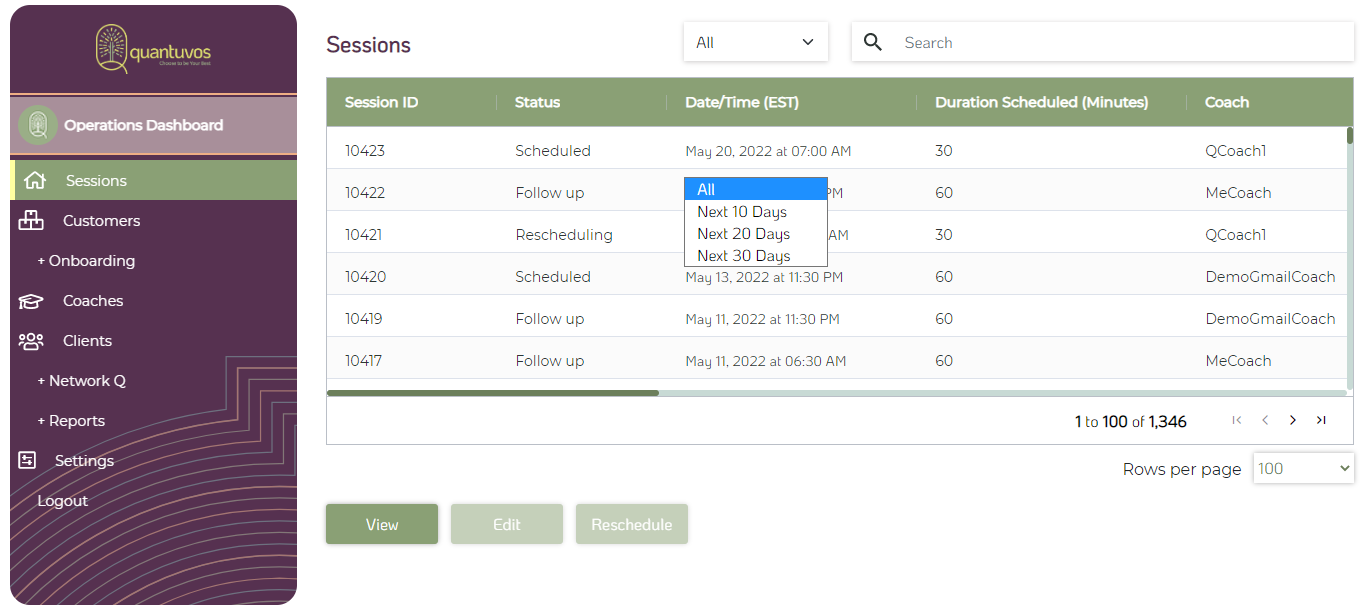 quantuvos
Choose to be Your Best
Operations Dashboard
Sessions
Customers
+ Onboarding
Coaches
Clients
+ Network Q
+ Reports
Settings
Logout
Sessions
All
Search
Session ID Status Date/Time (EST) Duration Scheduled (Minutes) Coach
10423 Scheduled May 20, 2022 at 07:00 AM 30 QCoach1
10422 Follow up PM 60 MeCoach
10421 Rescheduling AM 30 QCoach1
All
Next 10 Days
Next 20 Days
Next 30 Days
10420 Scheduled May 13, 2022 at 11:30 PM 60 DemoGmailCoach
10419 Follow up May 11, 2022 at 11:30 PM 60 DemoGmailCoach
10417 Follow up May 11, 2022 at 06:30 AM 60 MeCoach
1 to 100 of 1,346
Rows per page 100
View Edit Reschedule